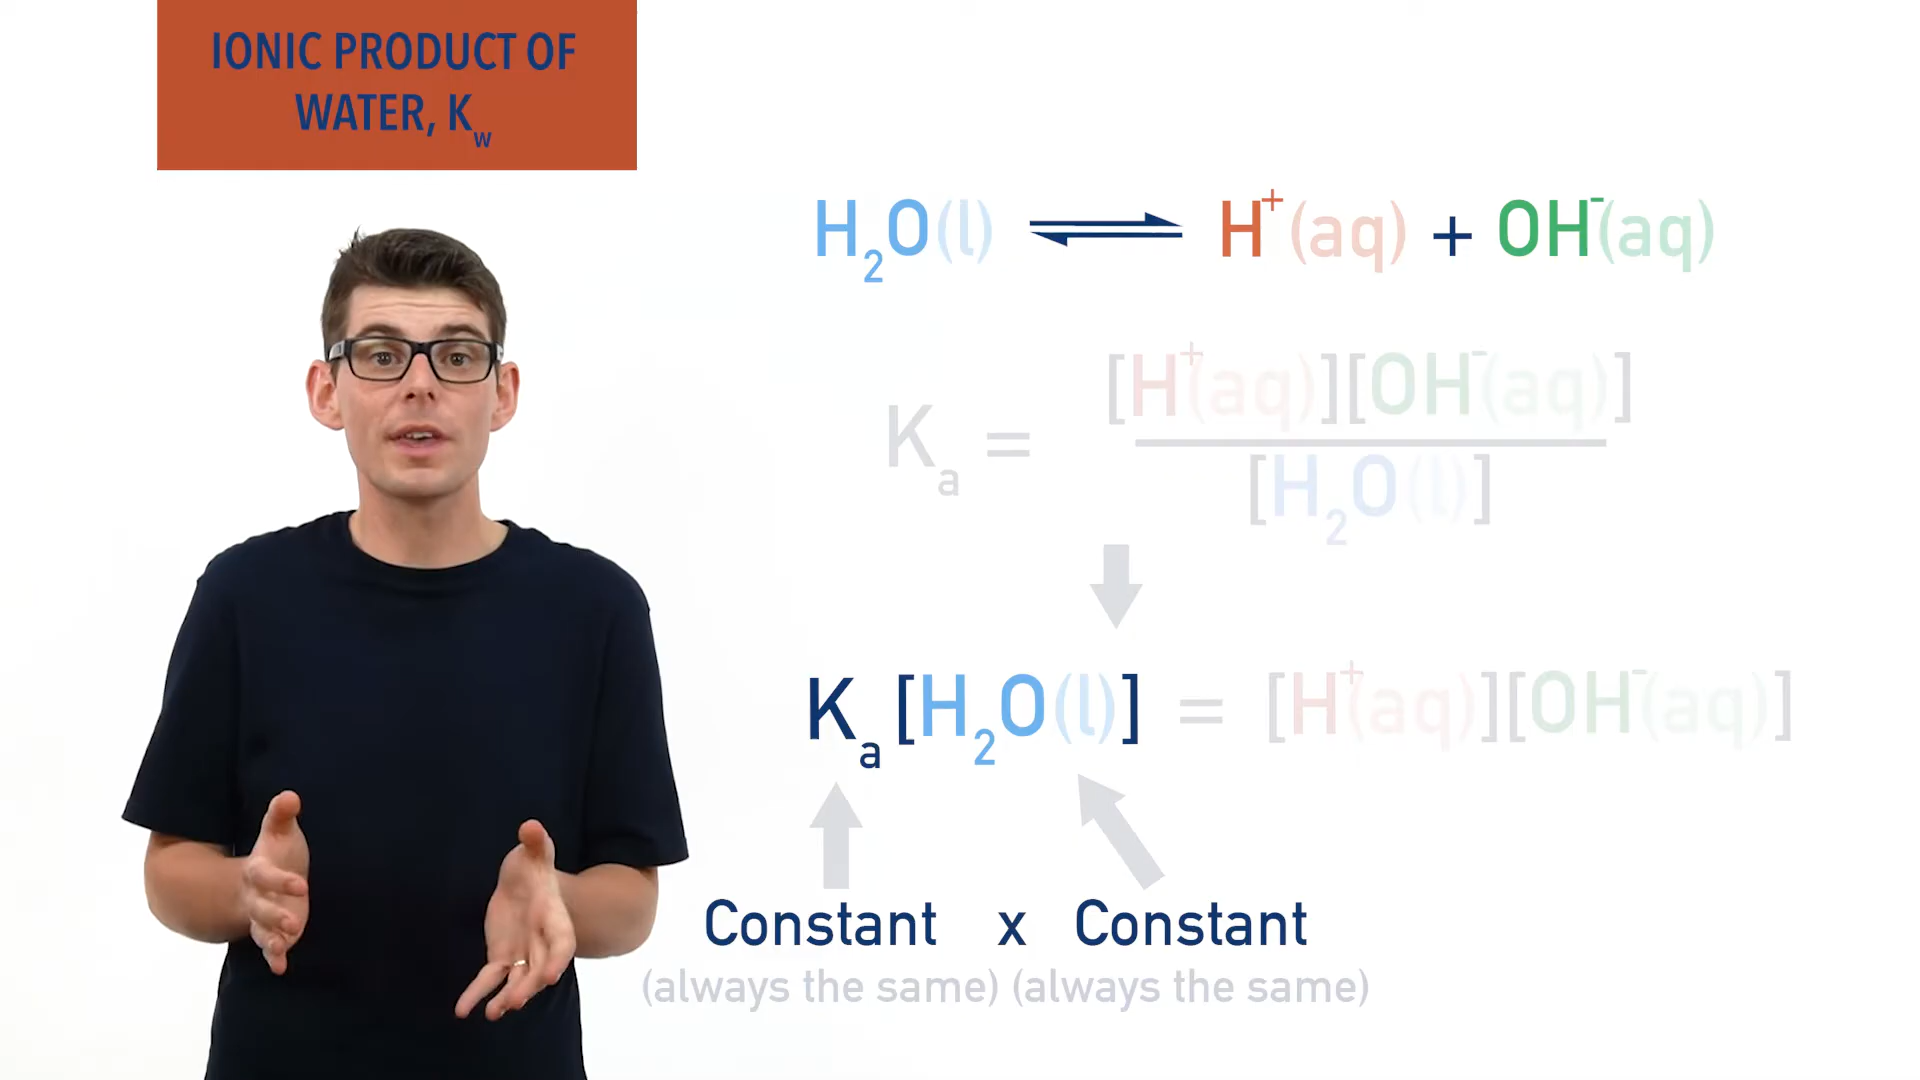 IONIC PRODUCT OF
WATER, Kw
H₂O(l) ⇌ H⁺(aq) + OH⁻(aq)
Kₐ = [H⁺(aq)][OH⁻(aq)]
[H₂O(l)]
Kₐ [H₂O(l)] = [H⁺(aq)][OH⁻(aq)]
Constant x Constant
(always the same) (always the same)